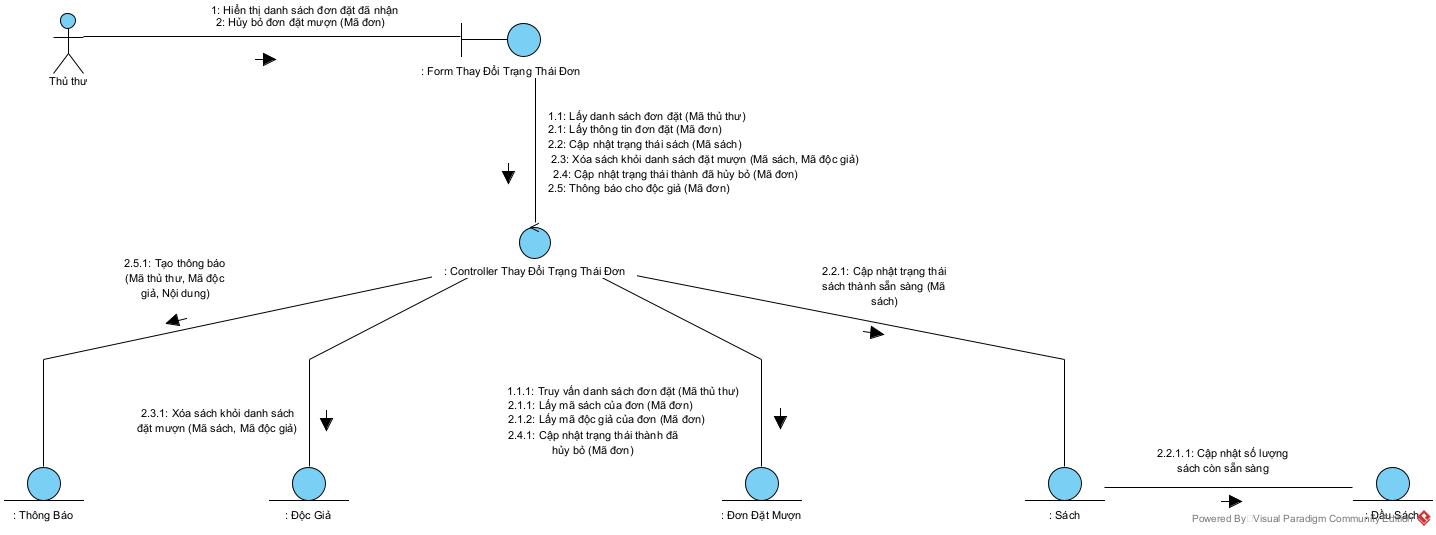 1: Hiển thị danh sách đơn đặt đã nhận
2: Hủy bỏ đơn đặt mượn (Mã đơn)
Thủ thư
: Form Thay Đổi Trạng Thái Đơn
1.1: Lấy danh sách đơn đặt (Mã thủ thư)
2.1: Lấy thông tin đơn đặt (Mã đơn)
2.2: Cập nhật trạng thái sách (Mã sách)
2.3: Xóa sách khỏi danh sách đặt mượn (Mã sách, Mã độc giả)
2.4: Cập nhật trạng thái thành đã hủy bỏ (Mã đơn)
2.5: Thông báo cho độc giả (Mã đơn)
: Controller Thay Đổi Trạng Thái Đơn
2.5.1: Tạo thông báo
(Mã thủ thư, Mã độc
giả, Nội dung)
2.2.1: Cập nhật trạng thái
sách thành sẵn sàng (Mã
sách)
2.3.1: Xóa sách khỏi danh sách
đặt mượn (Mã sách, Mã độc giả)
1.1.1: Truy vấn danh sách đơn đặt (Mã thủ thư)
2.1.1: Lấy mã sách của đơn (Mã đơn)
2.1.2: Lấy mã độc giả của đơn (Mã đơn)
2.4.1: Cập nhật trạng thái thành đã
hủy bỏ (Mã đơn)
2.2.1.1: Cập nhật số lượng
sách còn sẵn sàng
: Thông Báo
: Độc Giả
: Đơn Đặt Mượn
: Sách
: Đầu Sách
Powered By Visual Paradigm Community Edition